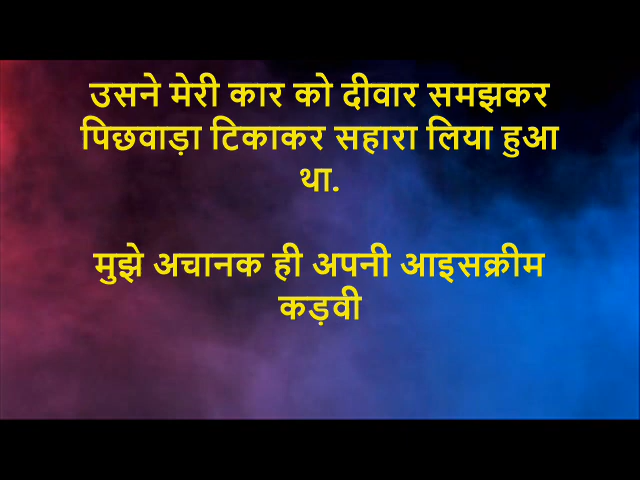 उसने मेरी कार को दीवार समझकर
पिछवाड़ा टिकाकर सहारा लिया हुआ
था.
मुझे अचानक ही अपनी आइसक्रीम
कड़वी